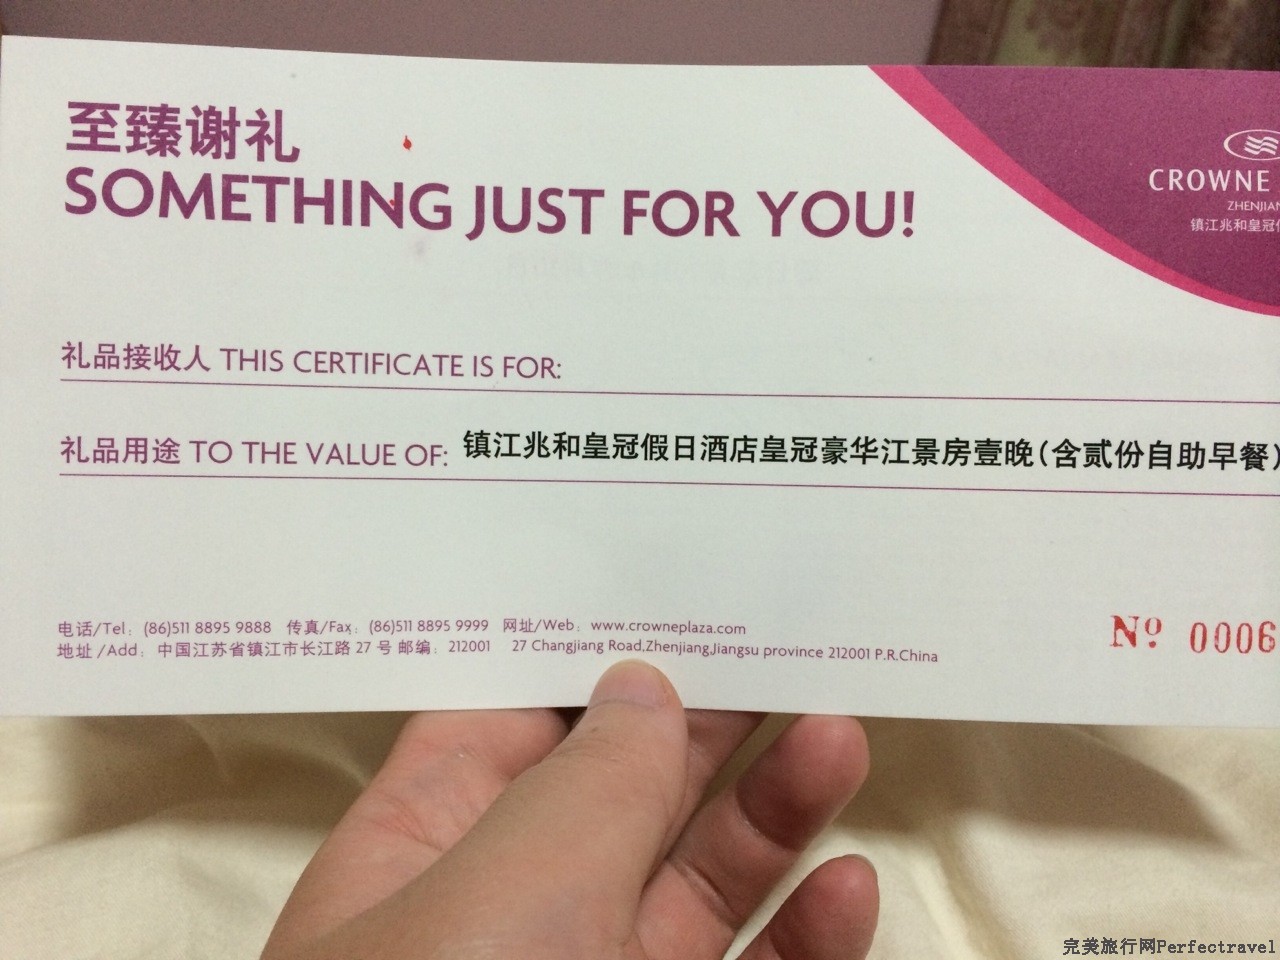 至臻谢礼
SOMETHING JUST FOR YOU!
CROWNE
ZHENJIAN
镇江兆和皇冠假
礼品接收人 THIS CERTIFICATE IS FOR:
礼品用途 TO THE VALUE OF: 镇江兆和皇冠假日酒店皇冠豪华江景房壹晚(含贰份自助早餐)
电话/Tel: (86)511 8895 9888 传真/Fax: (86)511 8895 9999 网址/Web: www.crowneplaza.com
地址/Add: 中国江苏省镇江市长江路 27 号 邮编: 212001 27 Changjiang Road,Zhenjiang,Jiangsu province 212001 P.R.China
Nº 0006
完美旅行网Perfectravel